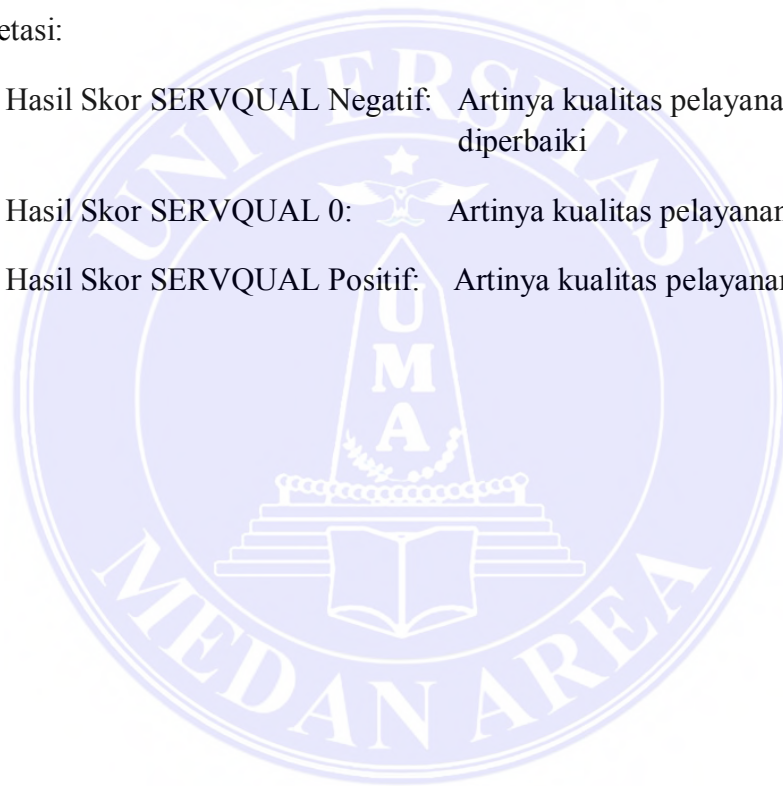 etasi:
Hasil Skor SERVQUAL Negatif: Artinya kualitas pelayana
diperbaiki
Hasil Skor SERVQUAL 0: Artinya kualitas pelayanan
Hasil Skor SERVQUAL Positif: Artinya kualitas pelayanan
UNIVERSITAS
UMA
MEDAN AREA